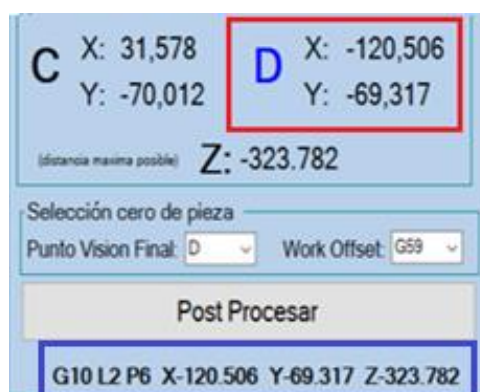 C X: 31,578 D X: -120,506
Y: -70,012 Y: -69,317
(distancia maxima posible) Z: -323.782
Selección cero de pieza
Punto Vision Final: D Work Offset: G59
Post Procesar
G10 L2 P6 X-120.506 Y-69.317 Z-323.782